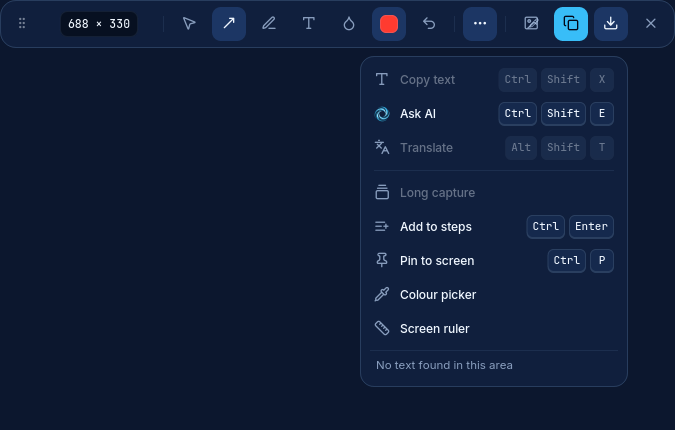 688 × 330
Copy text Ctrl Shift X
Ask AI Ctrl Shift E
Translate Alt Shift T
Long capture
Add to steps Ctrl Enter
Pin to screen Ctrl P
Colour picker
Screen ruler
No text found in this area